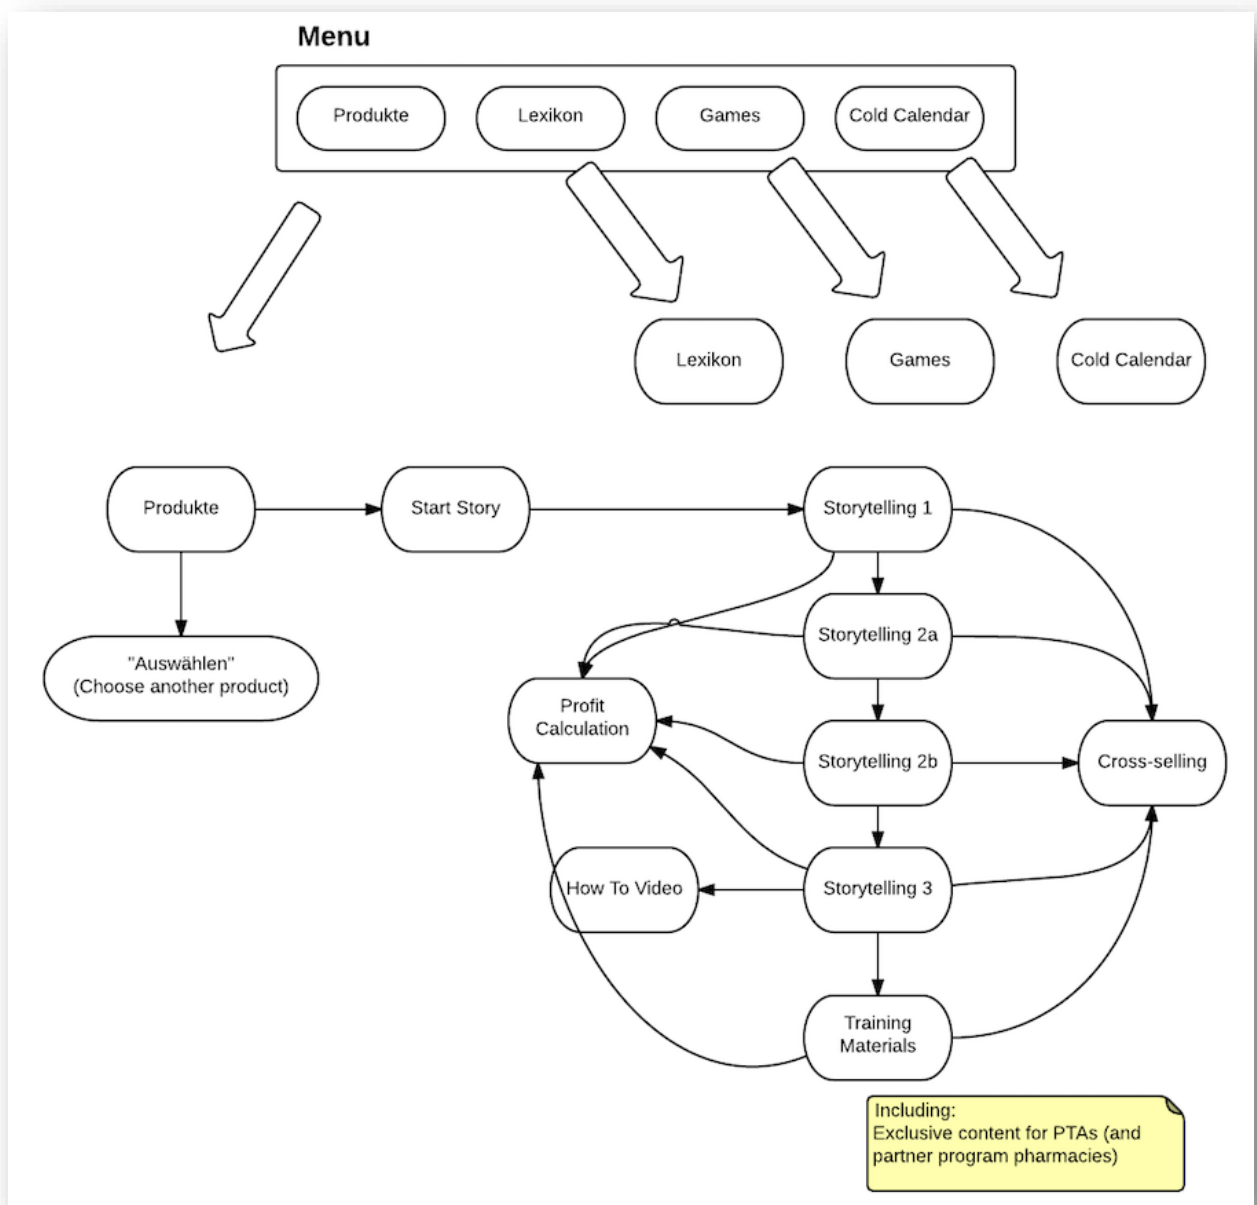 Menu
Produkte
Lexikon
Games
Cold Calendar
Lexikon
Games
Cold Calendar
Produkte
Start Story
Storytelling 1
Storytelling 2a
"Auswählen"
(Choose another product)
Profit
Calculation
Storytelling 2b
Cross-selling
How To Video
Storytelling 3
Training
Materials
Including:
Exclusive content for PTAs (and
partner program pharmacies)